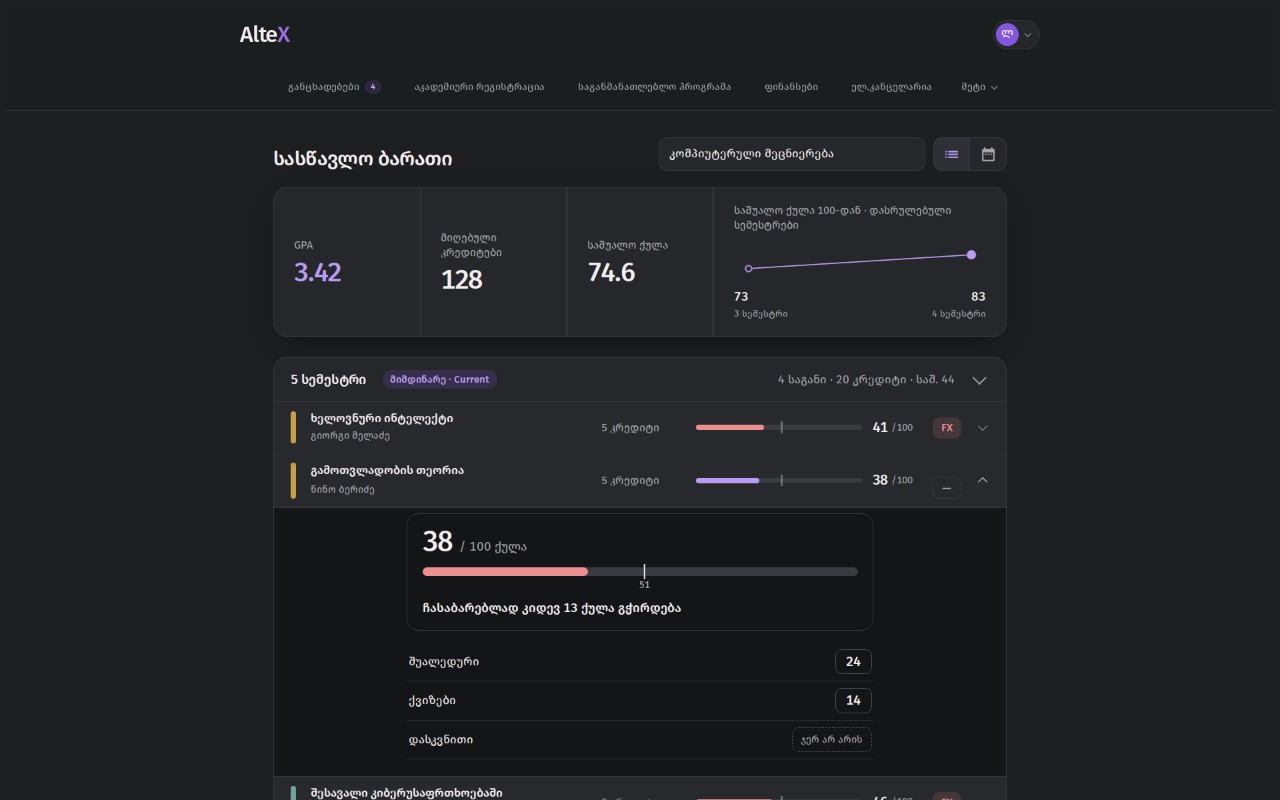 AlteX
ლ
განცხადებები 4 აკადემიური რეგისტრაცია საგანმანათლებლო პროგრამა ფინანსები ელ.კანცელარია მეტი
სასწავლო ბარათი
კომპიუტერული მეცნიერება
GPA
3.42
მიღებული
კრედიტები
128
საშუალო ქულა
74.6
საშუალო ქულა 100-დან · დასრულებული
სემესტრები
73 83
3 სემესტრი 4 სემესტრი
5 სემესტრი მიმდინარე · Current 4 საგანი · 20 კრედიტი · საშ. 44
ხელოვნური ინტელექტი
გიორგი მელაძე
5 კრედიტი 41 /100 FX
გამოთვლადობის თეორია
ნინო ბერიძე
5 კრედიტი 38 /100 —
38 / 100 ქულა
51
ჩასაბარებლად კიდევ 13 ქულა გჭირდება
შუალედური 24
ქვიზები 14
დასკვნითი ჯერ არ არის
შესავალი კიბერუსაფრთხოებაში